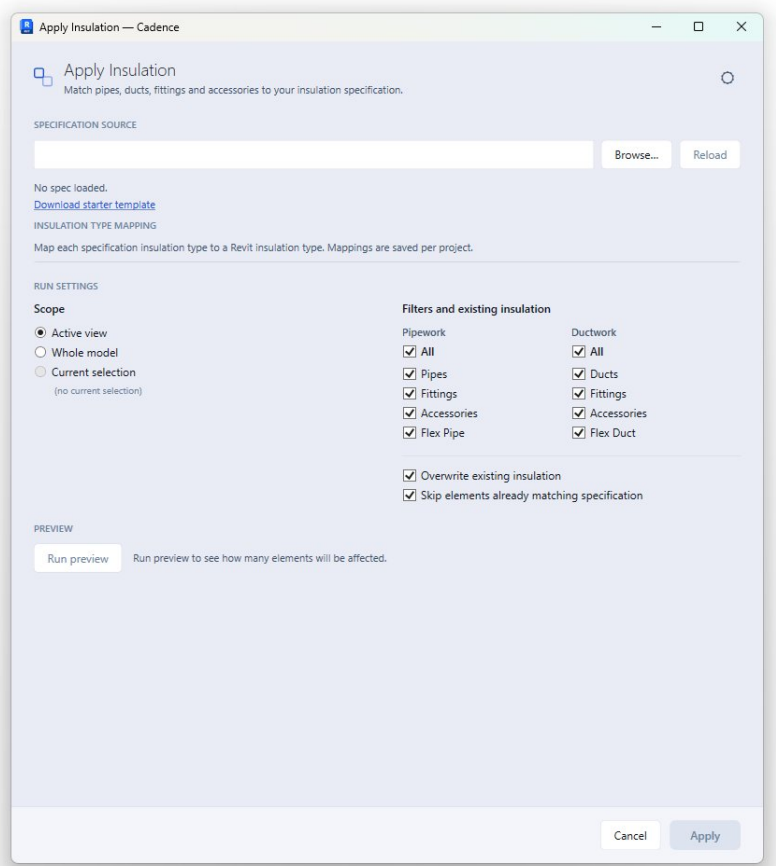 Apply Insulation — Cadence
Apply Insulation
Match pipes, ducts, fittings and accessories to your insulation specification.
SPECIFICATION SOURCE
Browse... Reload
No spec loaded.
Download starter template
INSULATION TYPE MAPPING
Map each specification insulation type to a Revit insulation type. Mappings are saved per project.
RUN SETTINGS
Scope
Active view
Whole model
Current selection
(no current selection)
Filters and existing insulation
Pipework Ductwork
All All
Pipes Ducts
Fittings Fittings
Accessories Accessories
Flex Pipe Flex Duct
Overwrite existing insulation
Skip elements already matching specification
PREVIEW
Run preview Run preview to see how many elements will be affected.
Cancel Apply